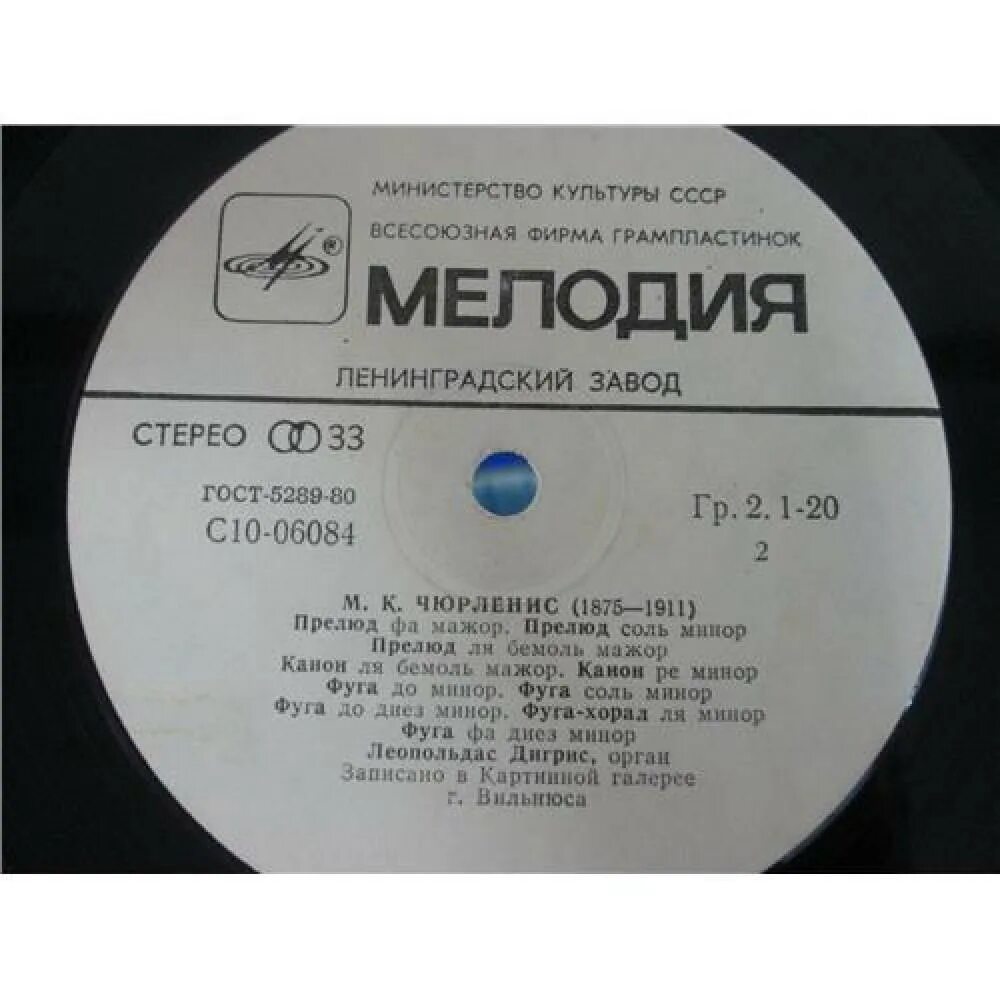 МИНИСТЕРСТВО КУЛЬТУРЫ СССР
ВСЕСОЮЗНАЯ ФИРМА ГРАМПЛАСТИНОК
®
МЕЛОДИЯ
ЛЕНИНГРАДСКИЙ ЗАВОД
СТЕРЕО 33
ГОСТ-5289-80
С10-06084
Гр. 2. 1-20
2
М. К. ЧЮРЛЕНИС (1875—1911)
Прелюд фа мажор. Прелюд соль минор
Прелюд ля бемоль мажор
Канон ля бемоль мажор. Канон ре минор
Фуга до минор. Фуга соль минор
Фуга до диез минор. Фуга-хорал ля минор
Фуга фа диез минор
Леопольдас Дигрис, орган
Записано в Картинной галерее
г. Вильнюса